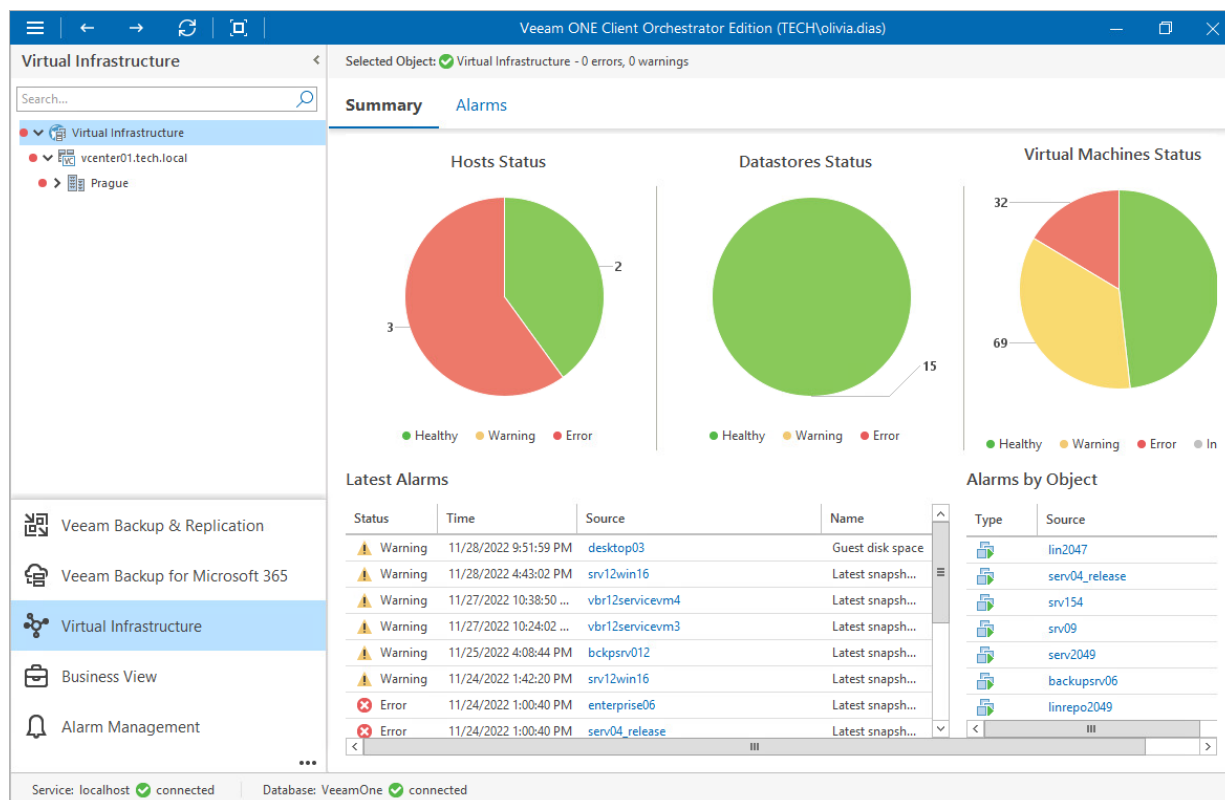 Veeam ONE Client Orchestrator Edition (TECH\olivia.dias)
Virtual Infrastructure
Search...
Virtual Infrastructure
VC vcenter01.tech.local
Prague
Veeam Backup & Replication
Veeam Backup for Microsoft 365
Virtual Infrastructure
Business View
Alarm Management
Selected Object: Virtual Infrastructure - 0 errors, 0 warnings
Summary Alarms
Hosts Status
2
3
Healthy Warning Error
Datastores Status
15
Healthy Warning Error
Virtual Machines Status
32
69
Healthy Warning Error In
Latest Alarms
Status Time Source Name
Warning 11/28/2022 9:51:59 PM desktop03 Guest disk space
Warning 11/28/2022 4:43:02 PM srv12win16 Latest snapsh...
Warning 11/27/2022 10:38:50 ... vbr12servicevm4 Latest snapsh...
Warning 11/27/2022 10:24:02 ... vbr12servicevm3 Latest snapsh...
Warning 11/25/2022 4:08:44 PM bckpsrv012 Latest snapsh...
Warning 11/24/2022 1:42:20 PM srv12win16 Latest snapsh...
Error 11/24/2022 1:00:40 PM enterprise06 Latest snapsh...
Error 11/24/2022 1:00:40 PM serv04_release Latest snapsh...
Alarms by Object
Type Source
lin2047
serv04_release
srv154
srv09
serv2049
backupsrv06
linrepo2049
Service: localhost connected Database: VeeamOne connected